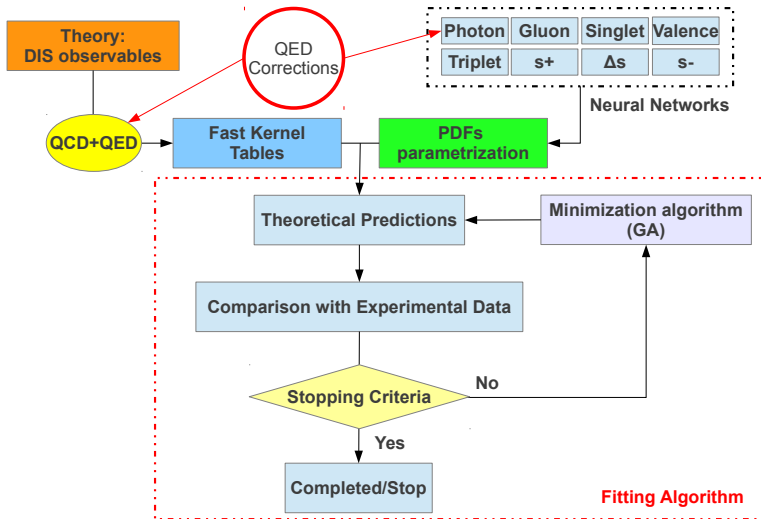 Theory:
DIS observables
QED
Corrections
Photon Gluon Singlet Valence
Triplet s+ Δs s-
Neural Networks
QCD+QED
Fast Kernel
Tables
PDFs
parametrization
Theoretical Predictions
Minimization algorithm
(GA)
Comparison with Experimental Data
Stopping Criteria
No
Yes
Completed/Stop
Fitting Algorithm